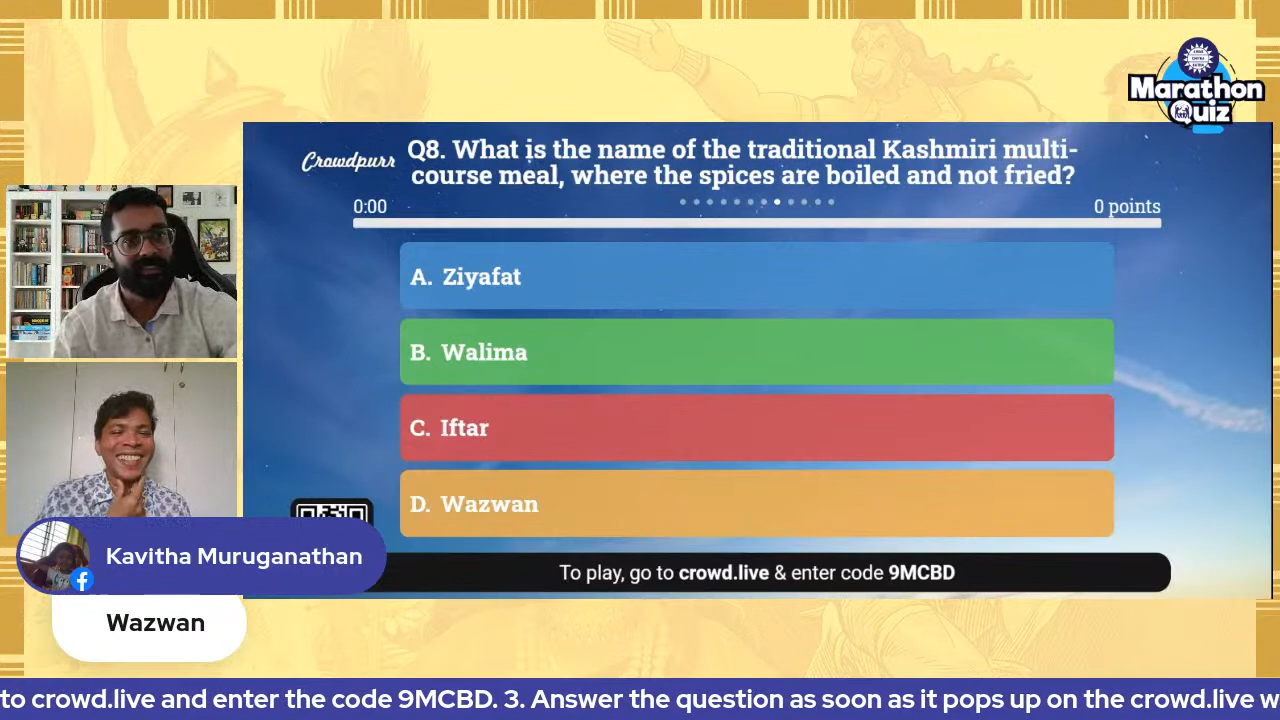 Marathon
Quiz
Crowdpurr
Q8. What is the name of the traditional Kashmiri multi-
course meal, where the spices are boiled and not fried?
0:00
0 points
A. Ziyafat
B. Walima
C. Iftar
D. Wazwan
To play, go to crowd.live & enter code 9MCBD
Kavitha Muruganathan
Wazwan
to crowd.live and enter the code 9MCBD. 3. Answer the question as soon as it pops up on the crowd.live w